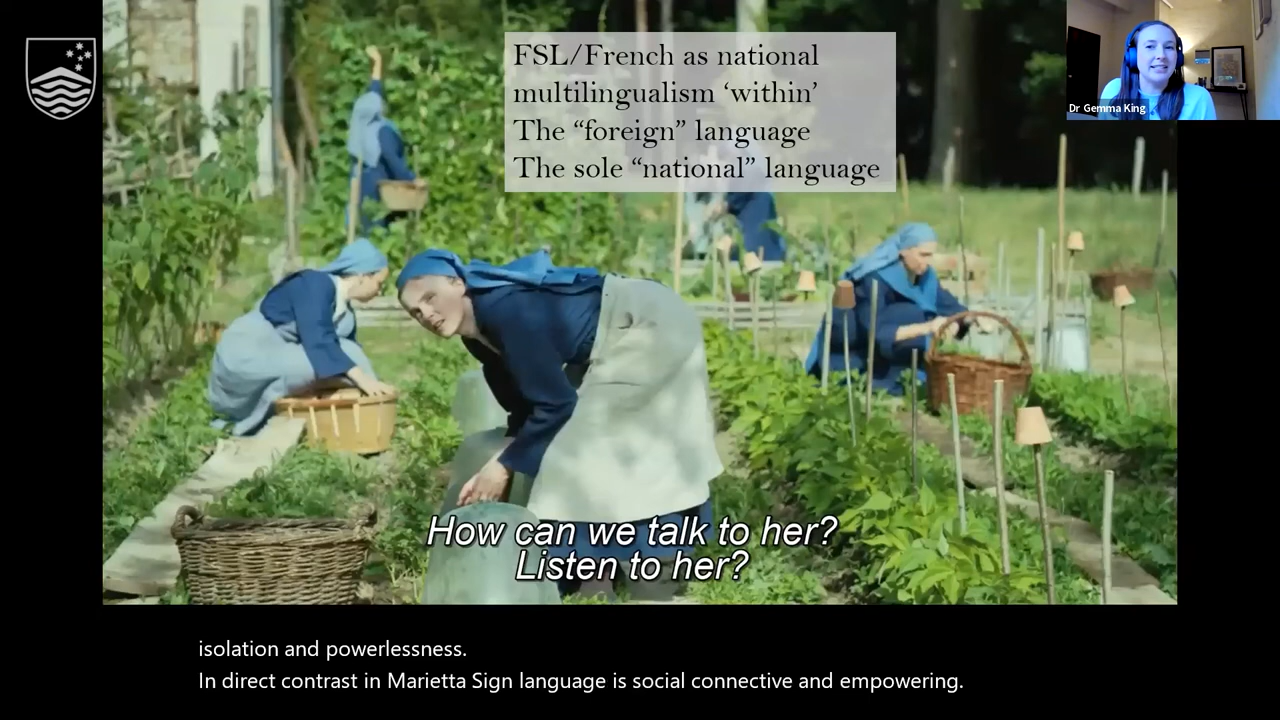 FSL/French as national
multilingualism ‘within’
The “foreign” language
The sole “national” language
Dr Gemma King
How can we talk to her?
Listen to her?
isolation and powerlessness.
In direct contrast in Marietta Sign language is social connective and empowering.